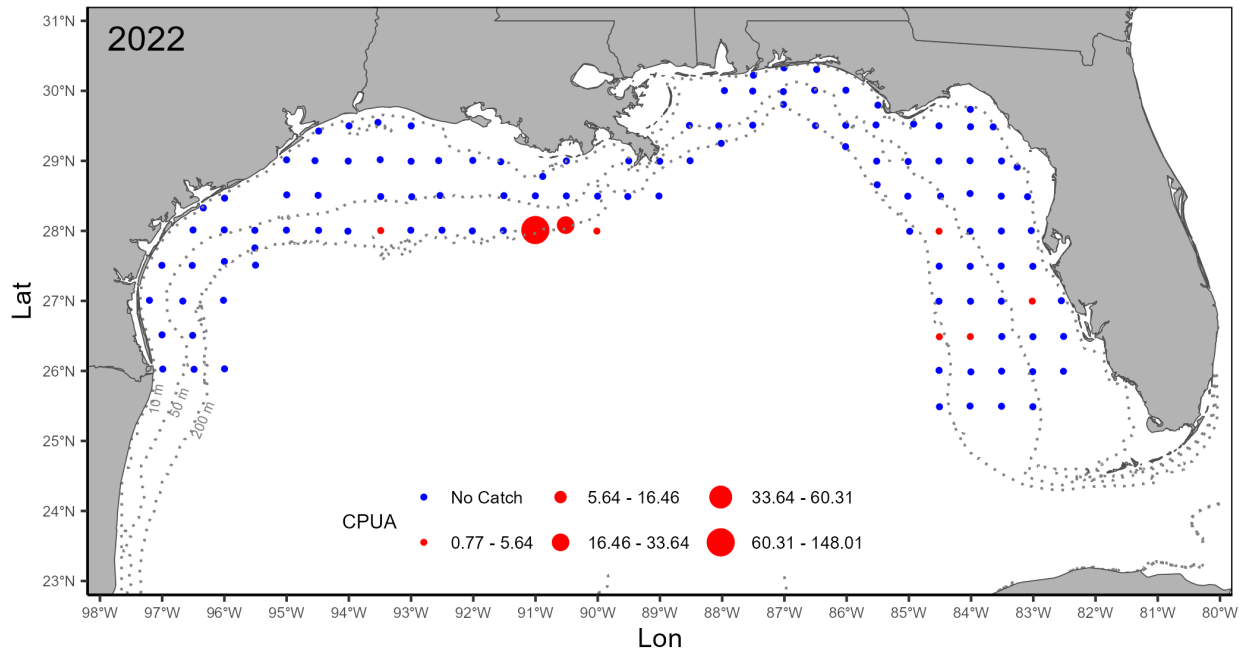 2022
31°N
30°N
29°N
28°N
27°N
26°N
25°N
24°N
23°N
Lat
10 m
50 m
200 m
CPUA
No Catch
5.64 - 16.46
33.64 - 60.31
0.77 - 5.64
16.46 - 33.64
60.31 - 148.01
98°W 97°W 96°W 95°W 94°W 93°W 92°W 91°W 90°W 89°W 88°W 87°W 86°W 85°W 84°W 83°W 82°W 81°W 80°W
Lon